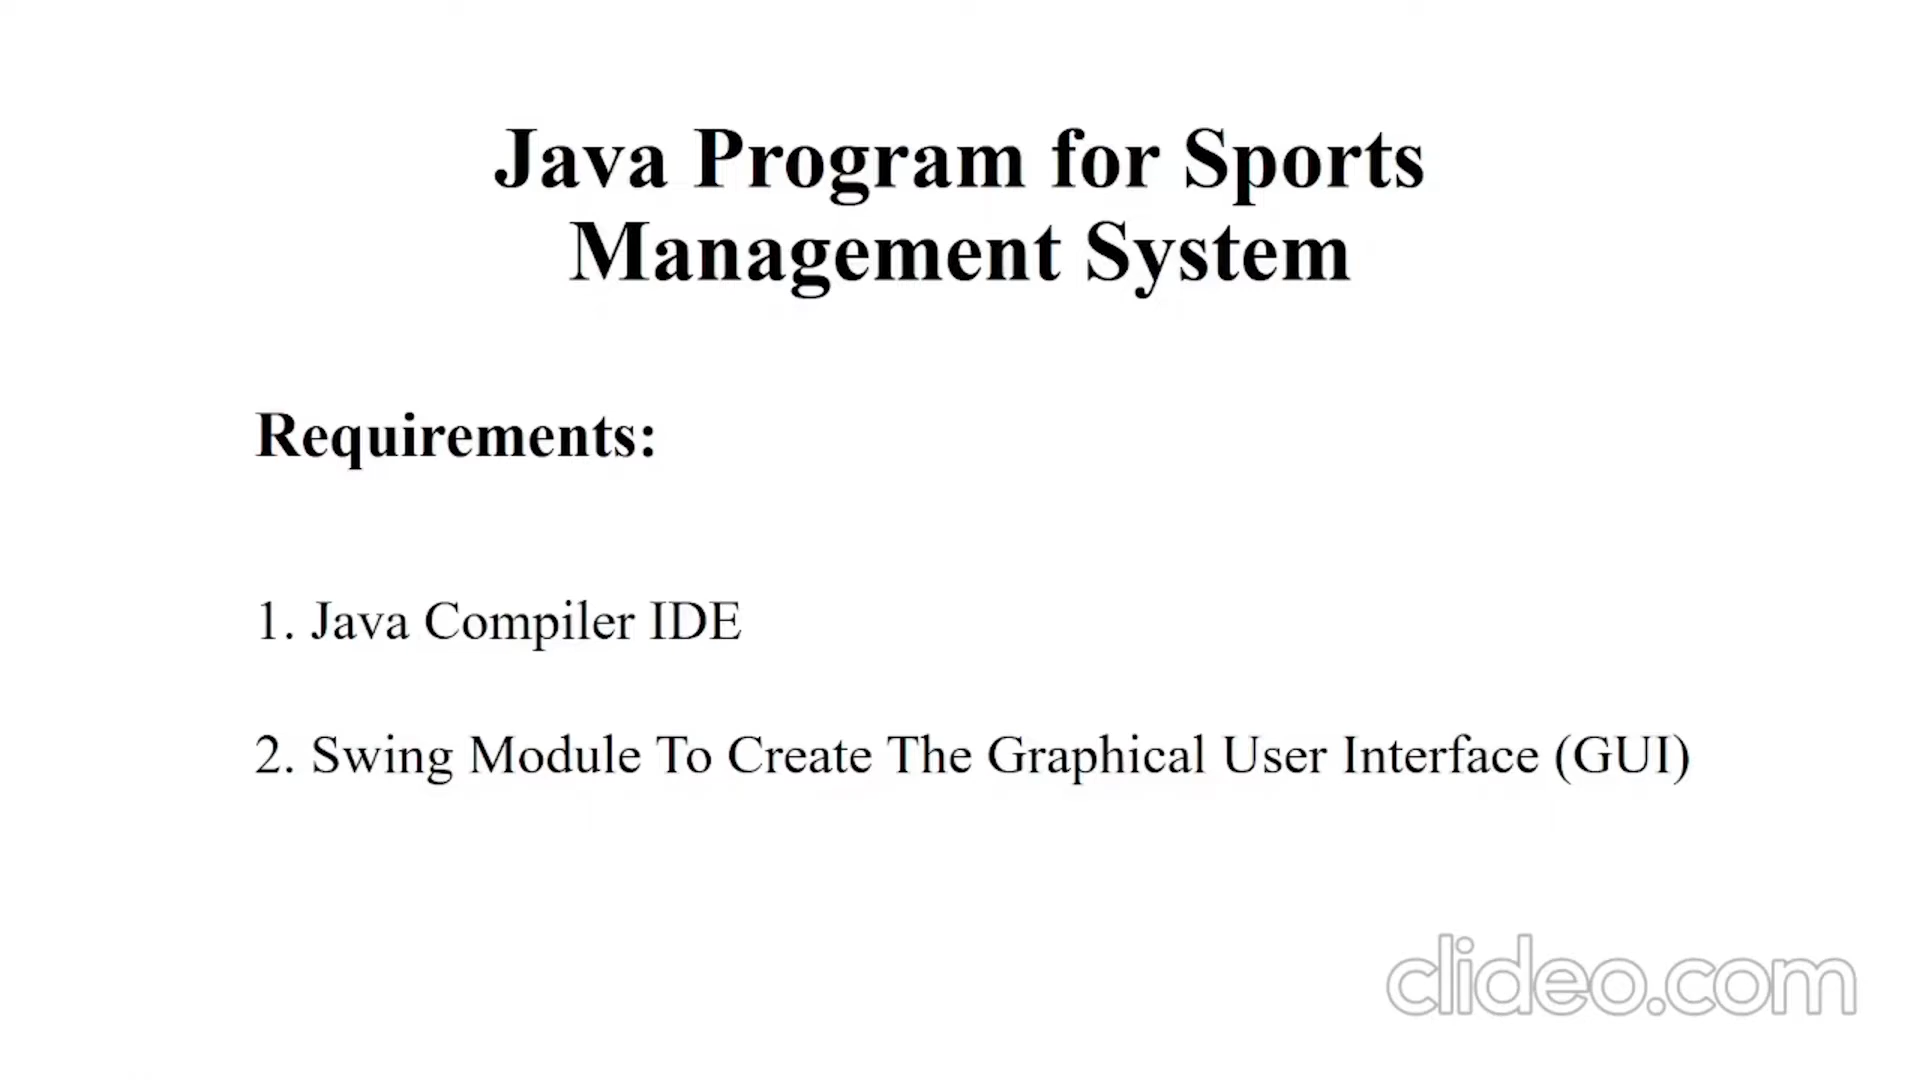 Java Program for Sports
Management System
Requirements:
1. Java Compiler IDE
2. Swing Module To Create The Graphical User Interface (GUI)
clideo.com